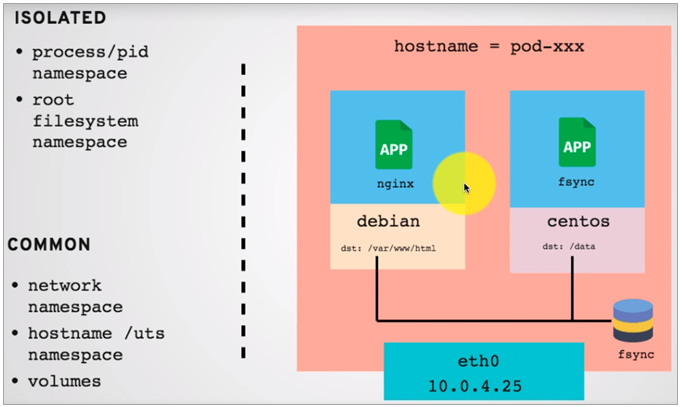 ISOLATED
• process/pid
namespace
• root
filesystem
namespace
COMMON
• network
namespace
• hostname /uts
namespace
• volumes
hostname = pod-xxx
APP
nginx
debian
dst: /var/www/html
APP
fsync
centos
dst: /data
fsync
eth0
10.0.4.25